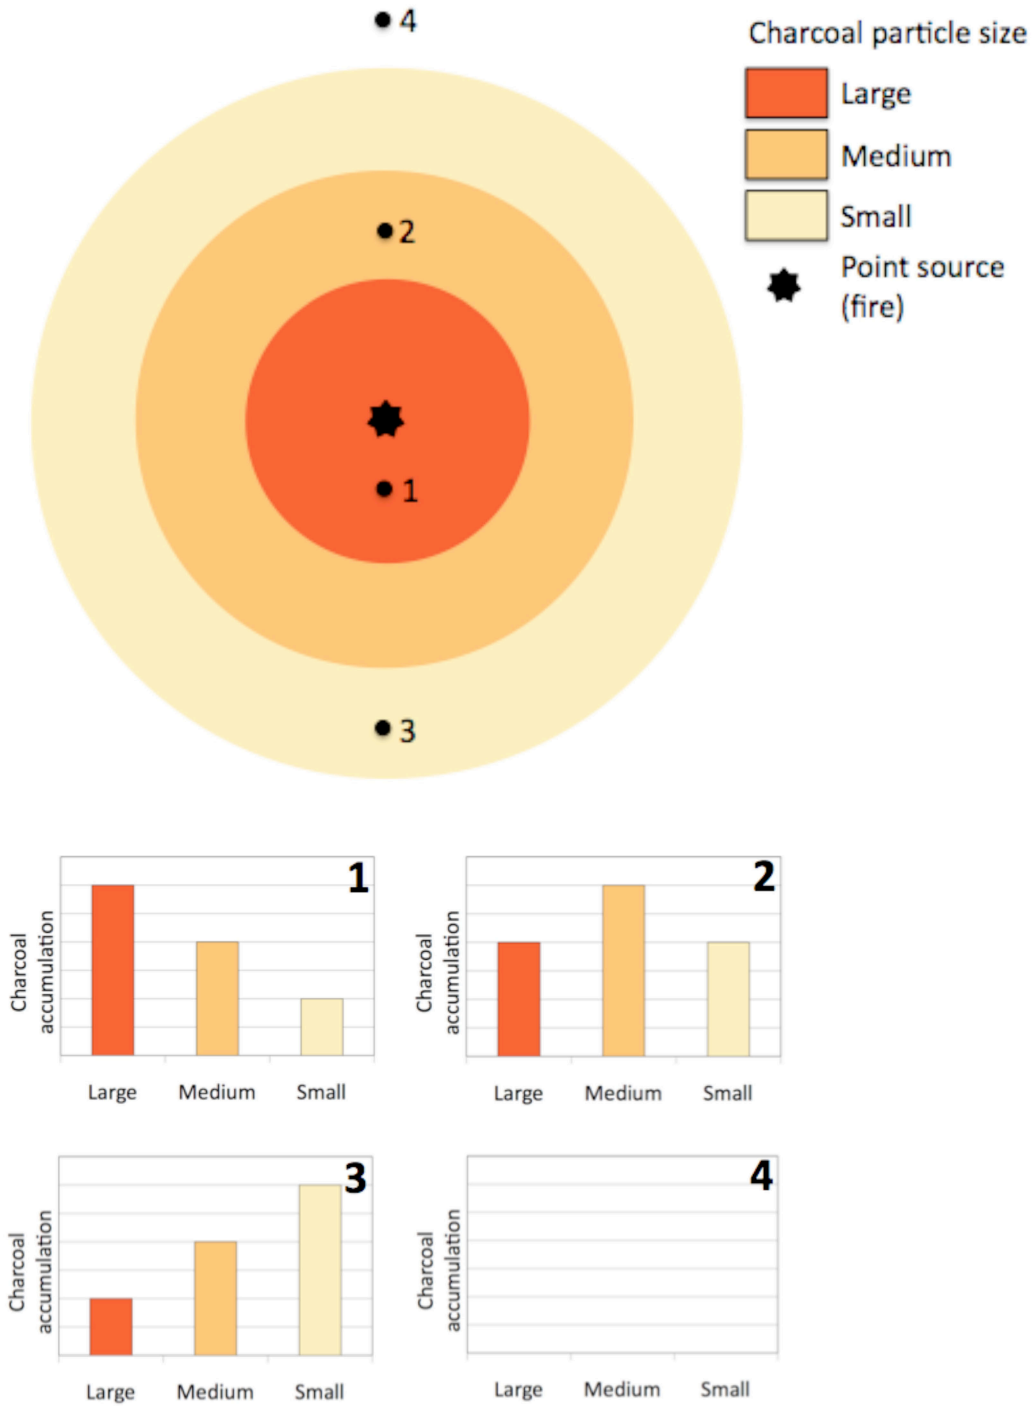 4
Charcoal particle size
Large
Medium
2
Small
Point source
(fire)
1
3
1
Charcoal
accumulation
Large Medium Small
2
Charcoal
accumulation
Large Medium Small
3
Charcoal
accumulation
Large Medium Small
4
Charcoal
accumulation
Large Medium Small